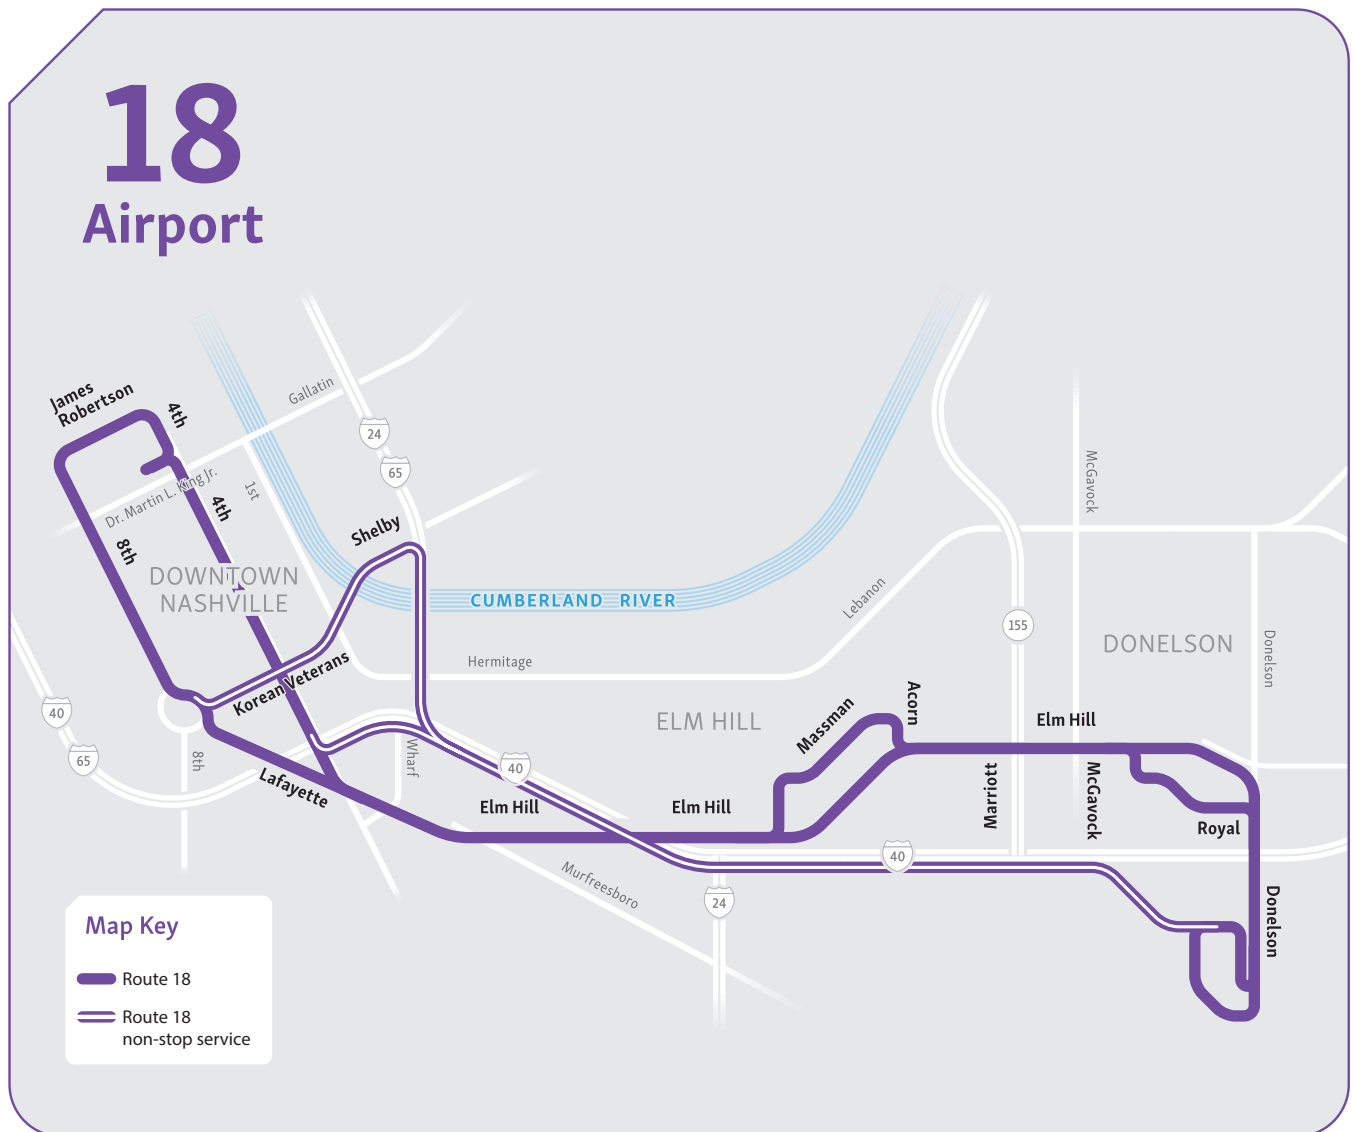 18
Airport
James
Robertson
4th
Gallatin
24
65
Dr. Martin L. King Jr.
4th
1st
8th
Shelby
McGavock
DOWNTOWN
NASHVILLE
CUMBERLAND RIVER
Lebanon
155
DONELSON
Donelson
Korean Veterans
Hermitage
ELM HILL
Massman
Acorn
Elm Hill
40
65
8th
Wharf
40
Lafayette
Elm Hill
Elm Hill
Marriott
McGavock
Royal
40
Murfreesboro
24
Donelson
Map Key
Route 18
Route 18
non-stop service